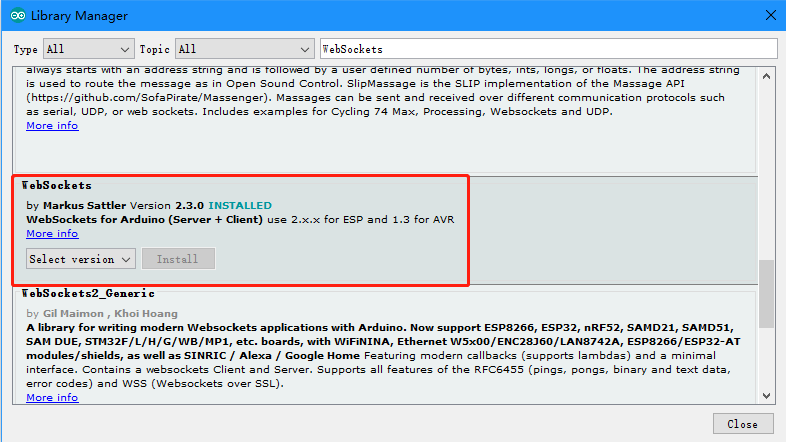 Library Manager
Type All Topic All WebSockets
always starts with an address string and is followed by a user defined number of bytes, ints, longs, or floats. The address string
is used to route the message as in Open Sound Control. SlipMassage is the SLIP implementation of the Massage API
(https://github.com/SofaPirate/Massenger). Massages can be sent and received over different communication protocols such
as serial, UDP, or web sockets. Includes examples for Cycling 74 Max, Processing, Websockets and UDP.
More info
WebSockets
by Markus Sattler Version 2.3.0 INSTALLED
WebSockets for Arduino (Server + Client) use 2.x.x for ESP and 1.3 for AVR
More info
Select version Install
WebSockets2_Generic
by Gil Maimon , Khoi Hoang
A library for writing modern Websockets applications with Arduino. Now support ESP8266, ESP32, nRF52, SAMD21, SAMD51,
SAM DUE, STM32F/L/H/G/WB/MP1, etc. boards, with WiFiNINA, Ethernet W5x00/ENC28J60/LAN8742A, ESP8266/ESP32-AT
modules/shields, as well as SINRIC / Alexa / Google Home Featuring modern callbacks (supports lambdas) and a minimal
interface. Contains a websockets Client and Server. Supports all features of the RFC6455 (pings, pongs, binary and text data,
error codes) and WSS (Websockets over SSL).
More info
Close